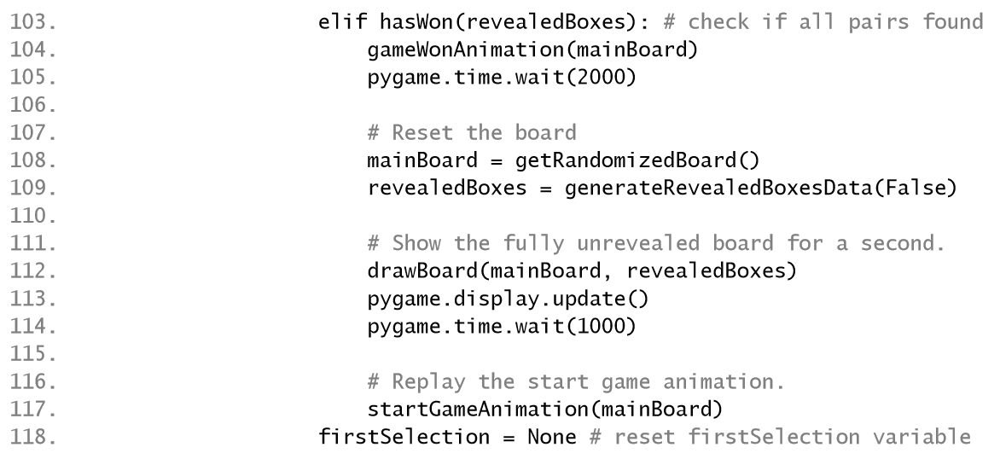 103.                     elif hasWon(revealedBoxes): # check if all pairs found
104.                         gameWonAnimation(mainBoard)
105.                         pygame.time.wait(2000)
106.
107.                         # Reset the board
108.                         mainBoard = getRandomizedBoard()
109.                         revealedBoxes = generateRevealedBoxesData(False)
110.
111.                         # Show the fully unrevealed board for a second.
112.                         drawBoard(mainBoard, revealedBoxes)
113.                         pygame.display.update()
114.                         pygame.time.wait(1000)
115.
116.                         # Replay the start game animation.
117.                         startGameAnimation(mainBoard)
118.                     firstSelection = None # reset firstSelection variable